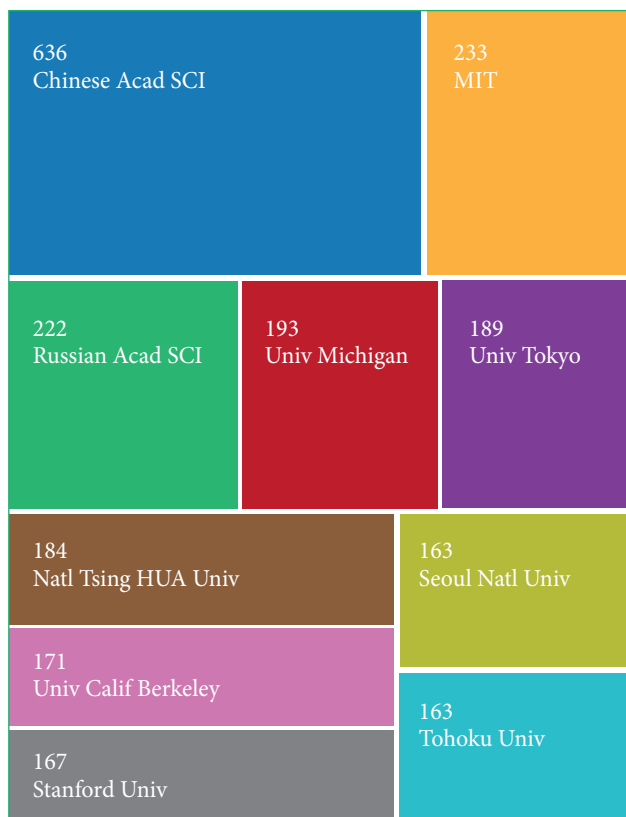 636
Chinese Acad SCI
233
MIT
222
Russian Acad SCI
193
Univ Michigan
189
Univ Tokyo
184
Natl Tsing HUA Univ
163
Seoul Natl Univ
171
Univ Calif Berkeley
163
Tohoku Univ
167
Stanford Univ